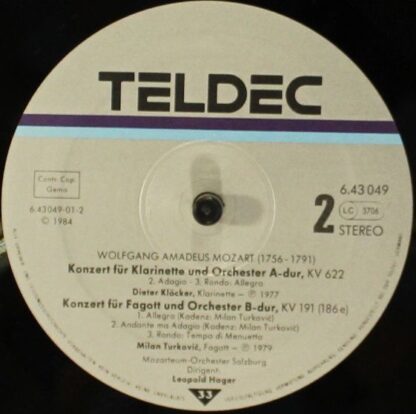 TELDEC
Contr. Cop.
Gema
6.43049-01-2
℗ 1984
6.43 049
2
LC 3706
STEREO
WOLFGANG AMADEUS MOZART (1756-1791)
Konzert für Klarinette und Orchester A-dur, KV 622
2. Adagio - 3. Rondo: Allegro
Dieter Klöcker, Klarinette - ℗ 1977
Konzert für Fagott und Orchester B-dur, KV 191 (186e)
1. Allegro (Kadenz: Milan Turković)
2. Andante ma Adagio (Kadenz: Milan Turković)
3. Rondo: Tempo di Menuetto
Milan Turković, Fagott - ℗ 1979
Mozarteum-Orchester Salzburg
Dirigent:
Leopold Hager
33